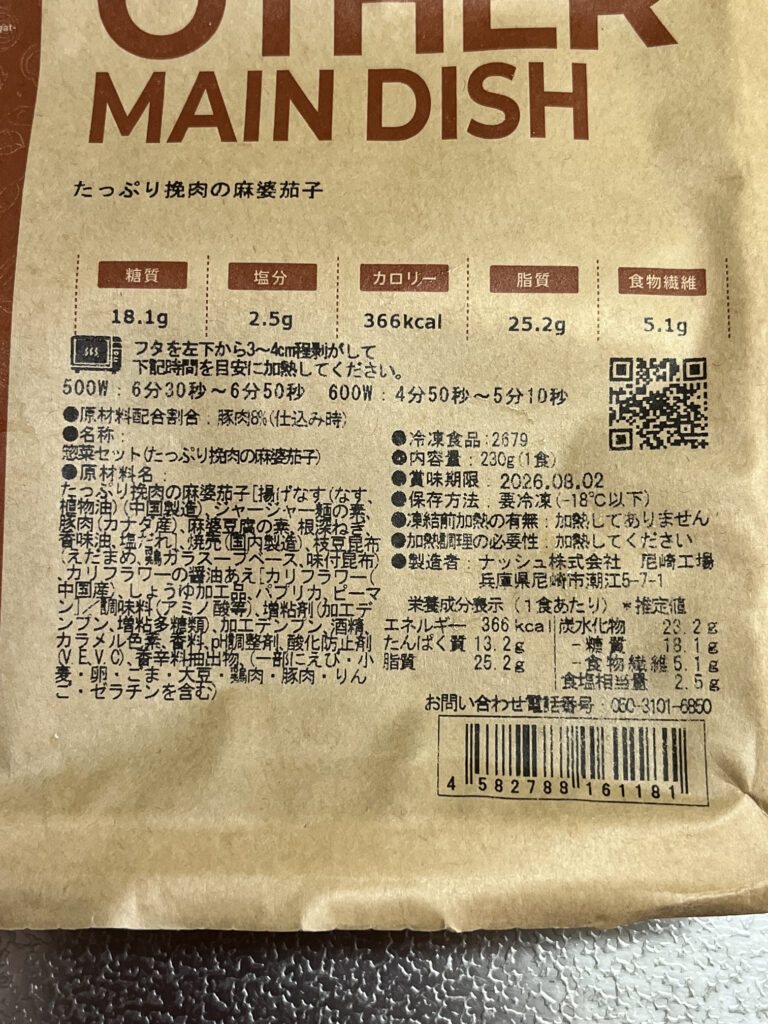 OTHER
MAIN DISH
たっぷり挽肉の麻婆茄子
糖質 塩分 カロリー 脂質 食物繊維
18.1g 2.5g 366kcal 25.2g 5.1g
フタを左下から3〜4cm程剝がして
下記時間を目安に加熱してください。
500W：6分30秒〜6分50秒 600W：4分50秒〜5分10秒
●原材料配合割合：豚肉8%(仕込み時)
●名称：
惣菜セット(たっぷり挽肉の麻婆茄子)
●原材料名：
たっぷり挽肉の麻婆茄子[揚げなす(なす、
植物油)(中国製造)、ジャージャー麺の素、
豚肉(カナダ産)、麻婆豆腐の素、根深ねぎ、
香味油、塩だれ]、焼売(国内製造)、枝豆昆布
(えだまめ、鶏ガラスープベース、味付昆布)
、カリフラワーの醤油あえ[カリフラワー(
中国産)、しょうゆ加工品、パプリカ、ピーマ
ン]／調味料(アミノ酸等)、増粘剤(加工デ
ンプン、増粘多糖類)、加工デンプン、酒精、
カラメル色素、香料、pH調整剤、酸化防止剤
(V.E、V.C)、香辛料抽出物、(一部にえび・小
麦・卵・ごま・大豆・鶏肉・豚肉・りん
ご・ゼラチンを含む)
●冷凍食品：2679
●内容量：230g(1食)
●賞味期限：2026.08.02
●保存方法：要冷凍(-18℃以下)
●凍結前加熱の有無：加熱してありません
●加熱調理の必要性：加熱してください
●製造者：ナッシュ株式会社 尼崎工場
兵庫県尼崎市潮江5-7-1
栄養成分表示（1食あたり）＊推定値
エネルギー 366kcal
たんぱく質 13.2g
脂質 25.2g
炭水化物 23.2g
－糖質 18.1g
－食物繊維 5.1g
食塩相当量 2.5g
お問い合わせ電話番号：050-3101-6850
4 582788 161181